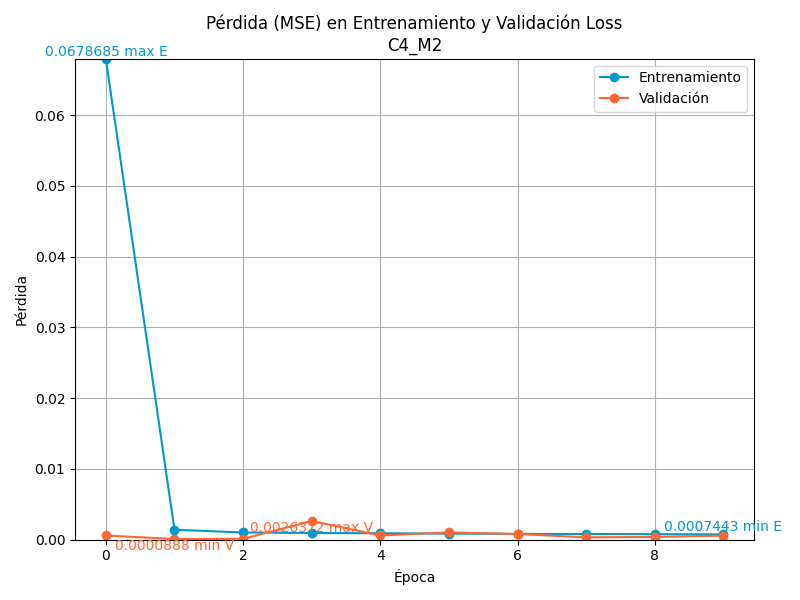 Pérdida (MSE) en Entrenamiento y Validación Loss
C4_M2
0.0678685 max E
Entrenamiento
Validación
0.06
0.05
0.04
0.03
0.02
0.01
0.00
Pérdida
0.0000888 min V
0.0007443 min E
0
2
4
6
8
Época